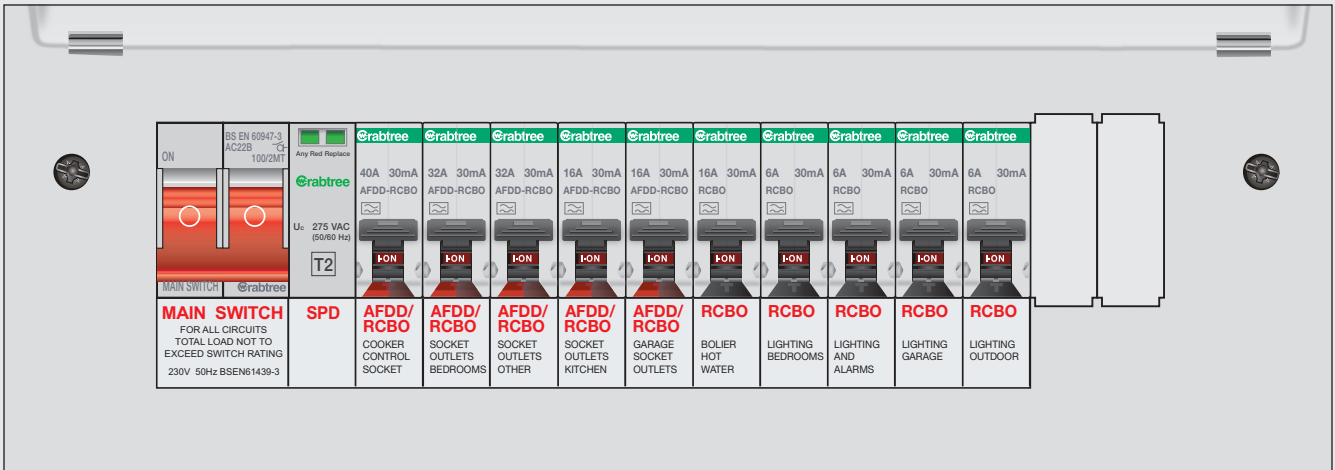 ON
BS EN 60947-3
AC22B
100/2MT
MAIN SWITCH
Crabtree
MAIN SWITCH
FOR ALL CIRCUITS
TOTAL LOAD NOT TO
EXCEED SWITCH RATING
230V 50Hz BSEN61439-3
Any Red Replace
Crabtree
Uc 275 VAC
(50/60 Hz)
T2
SPD
Crabtree
40A 30mA
AFDD-RCBO
I-ON
AFDD/
RCBO
COOKER
CONTROL
SOCKET
Crabtree
32A 30mA
AFDD-RCBO
I-ON
AFDD/
RCBO
SOCKET
OUTLETS
BEDROOMS
Crabtree
32A 30mA
AFDD-RCBO
I-ON
AFDD/
RCBO
SOCKET
OUTLETS
OTHER
Crabtree
16A 30mA
AFDD-RCBO
I-ON
AFDD/
RCBO
SOCKET
OUTLETS
KITCHEN
Crabtree
16A 30mA
AFDD-RCBO
I-ON
AFDD/
RCBO
GARAGE
SOCKET
OUTLETS
Crabtree
16A 30mA
RCBO
I-ON
RCBO
BOLIER
HOT
WATER
Crabtree
6A 30mA
RCBO
I-ON
RCBO
LIGHTING
BEDROOMS
Crabtree
6A 30mA
RCBO
I-ON
RCBO
LIGHTING
AND
ALARMS
Crabtree
6A 30mA
RCBO
I-ON
RCBO
LIGHTING
GARAGE
Crabtree
6A 30mA
RCBO
I-ON
RCBO
LIGHTING
OUTDOOR